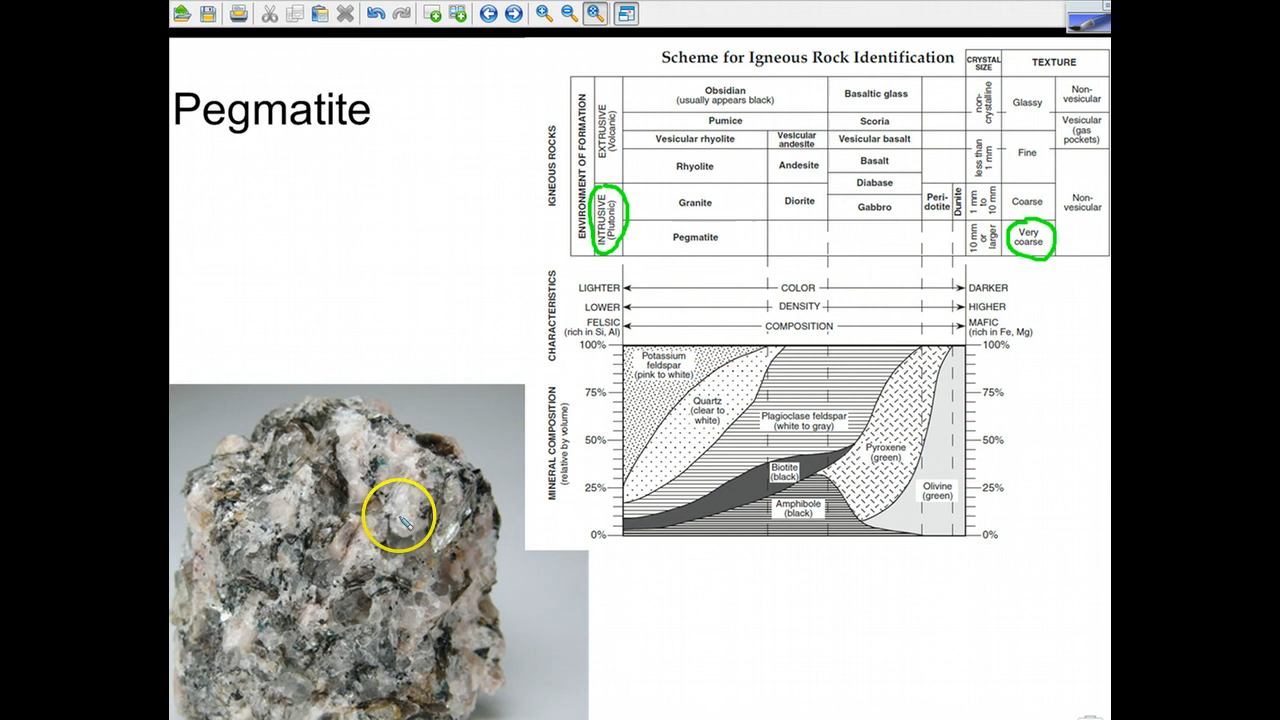 Pegmatite
Scheme for Igneous Rock Identification
CRYSTAL
SIZE
TEXTURE
IGNEOUS ROCKS
ENVIRONMENT OF FORMATION
EXTRUSIVE
(Volcanic)
INTRUSIVE
(Plutonic)
Obsidian
(usually appears black)
Basaltic glass
non-
crystalline
Glassy
Non-
vesicular
Pumice
Scoria
Vesicular
(gas
pockets)
Vesicular rhyolite
Vesicular
andesite
Vesicular basalt
less than
1 mm
Fine
Rhyolite
Andesite
Basalt
Diabase
Granite
Diorite
Gabbro
Peri-
dotite
Dunite
1 mm
to
10 mm
Coarse
Non-
vesicular
Pegmatite
10 mm
or
larger
Very
coarse
CHARACTERISTICS
LIGHTER
COLOR
DARKER
LOWER
DENSITY
HIGHER
FELSIC
(rich in Si, Al)
COMPOSITION
MAFIC
(rich in Fe, Mg)
MINERAL COMPOSITION
(relative by volume)
100%
75%
50%
25%
0%
Potassium
feldspar
(pink to white)
Quartz
(clear to
white)
Plagioclase feldspar
(white to gray)
Biotite
(black)
Amphibole
(black)
Pyroxene
(green)
Olivine
(green)
100%
75%
50%
25%
0%